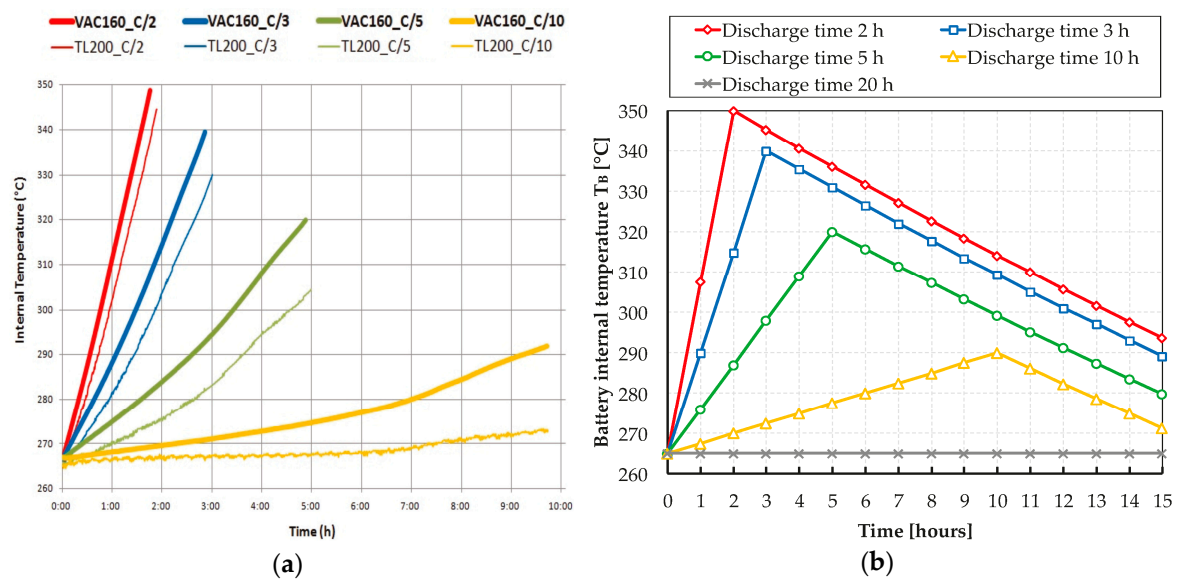 VAC160_C/2 VAC160_C/3 VAC160_C/5 VAC160_C/10
TL200_C/2 TL200_C/3 TL200_C/5 TL200_C/10
Internal Temperature (°C)
350
340
330
320
310
300
290
280
270
260
0:00 1:00 2:00 3:00 4:00 5:00 6:00 7:00 8:00 9:00 10:00
Time (h)
(a)
Discharge time 2 h Discharge time 3 h
Discharge time 5 h Discharge time 10 h
Discharge time 20 h
Battery internal temperature TB [°C]
350
340
330
320
310
300
290
280
270
260
0 1 2 3 4 5 6 7 8 9 10 11 12 13 14 15
Time [hours]
(b)